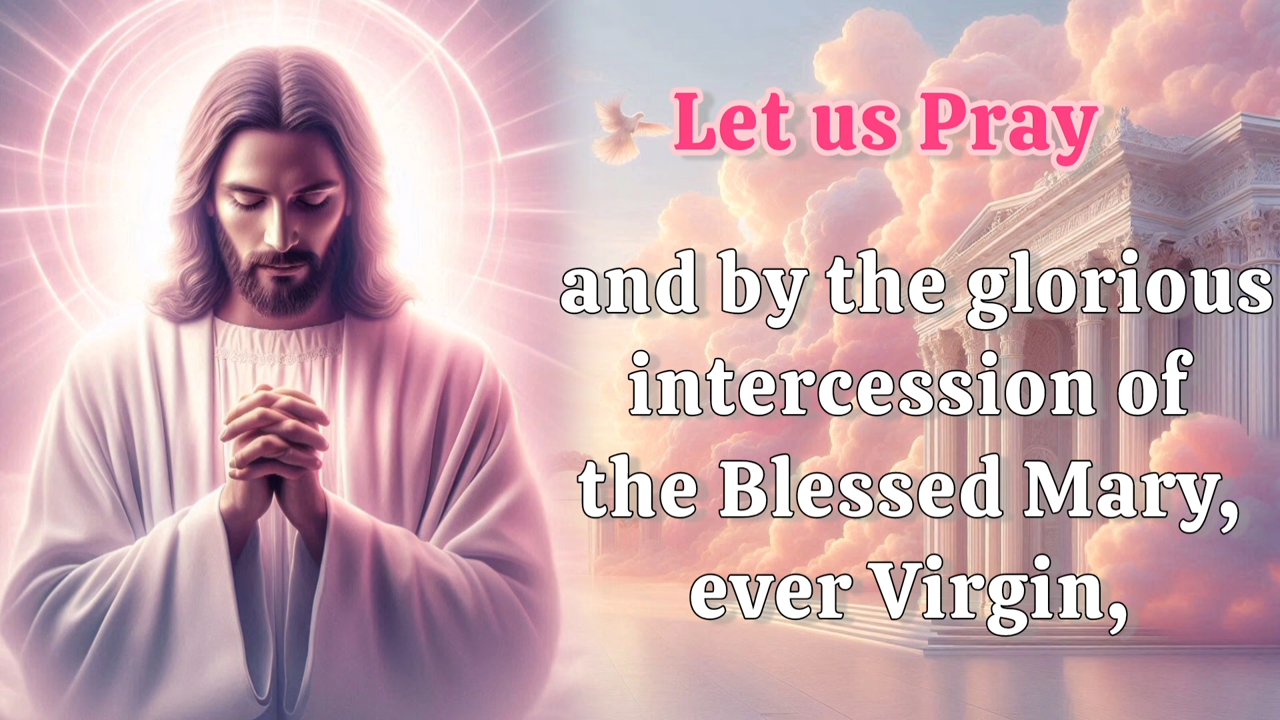 Let us Pray
and by the glorious
intercession of
the Blessed Mary,
ever Virgin,